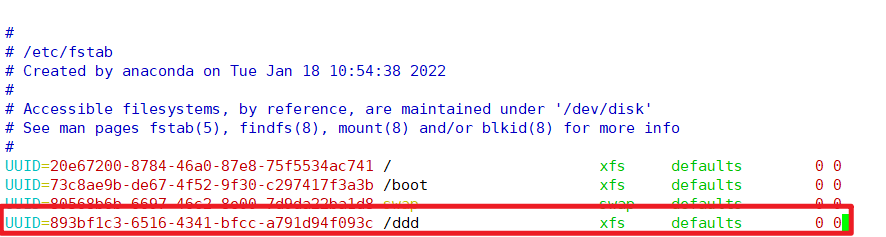 #
# /etc/fstab
# Created by anaconda on Tue Jan 18 10:54:38 2022
#
# Accessible filesystems, by reference, are maintained under '/dev/disk'
# See man pages fstab(5), findfs(8), mount(8) and/or blkid(8) for more info
#
UUID=20e67200-8784-46a0-87e8-75f5534ac741 / xfs defaults 0 0
UUID=73c8ae9b-de67-4f52-9f30-c297417f3a3b /boot xfs defaults 0 0
UUID=80568b6b-6697-46c2-8e00-7d9da22ba1d8 swap swap defaults 0 0
UUID=893bf1c3-6516-4341-bfcc-a791d94f093c /ddd xfs defaults 0 0